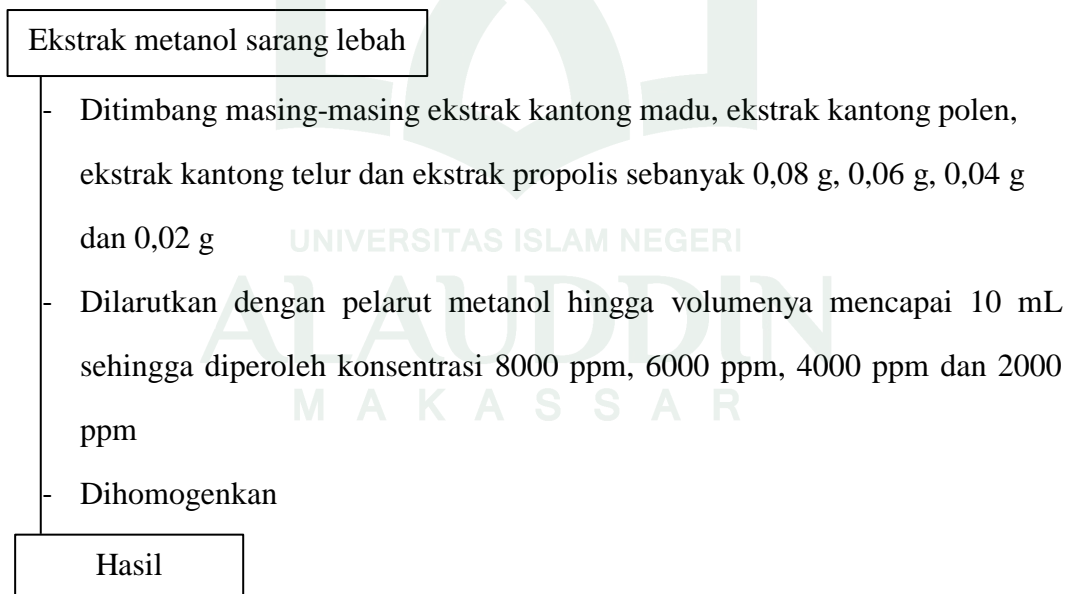 Ekstrak metanol sarang lebah
- Ditimbang masing-masing ekstrak kantong madu, ekstrak kantong polen,
ekstrak kantong telur dan ekstrak propolis sebanyak 0,08 g, 0,06 g, 0,04 g
dan 0,02 g
UNIVERSITAS ISLAM NEGERI
ALAUDDIN
- Dilarutkan dengan pelarut metanol hingga volumenya mencapai 10 mL
sehingga diperoleh konsentrasi 8000 ppm, 6000 ppm, 4000 ppm dan 2000
MAKASSAR
ppm
- Dihomogenkan
Hasil